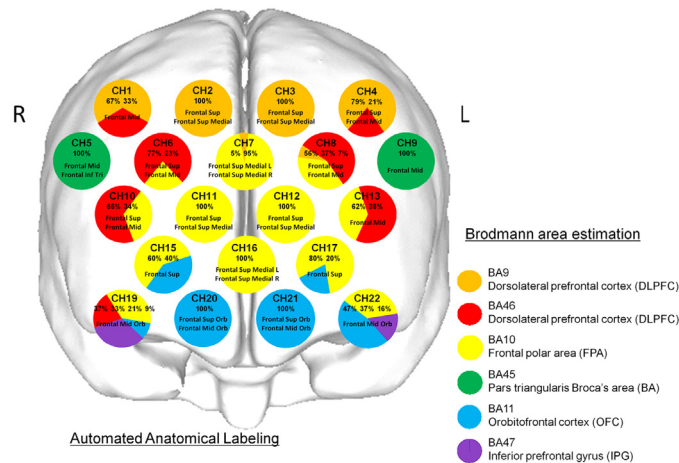 R
L
CH1
67% 33%
Frontal Mid
CH2
100%
Frontal Sup
Frontal Sup Medial
CH3
100%
Frontal Sup
Frontal Sup Medial
CH4
79% 21%
Frontal Sup
Frontal Mid
CH5
100%
Frontal Mid
Frontal Inf Tri
CH6
77% 23%
Frontal Sup
Frontal Mid
CH7
5% 95%
Frontal Sup Medial L
Frontal Sup Medial R
CH8
56% 37% 7%
Frontal Sup
Frontal Mid
CH9
100%
Frontal Mid
CH10
66% 34%
Frontal Sup
Frontal Mid
CH11
100%
Frontal Sup
Frontal Sup Medial
CH12
100%
Frontal Sup
Frontal Sup Medial
CH13
62% 38%
Frontal Mid
CH15
60% 40%
Frontal Sup
CH16
100%
Frontal Sup Medial L
Frontal Sup Medial R
CH17
80% 20%
Frontal Sup
CH19
37% 33% 21% 9%
Frontal Mid Orb
CH20
100%
Frontal Sup Orb
Frontal Mid Orb
CH21
100%
Frontal Sup Orb
Frontal Mid Orb
CH22
47% 37% 16%
Frontal Mid Orb
Automated Anatomical Labeling
Brodmann area estimation
BA9
Dorsolateral prefrontal cortex (DLPFC)
BA46
Dorsolateral prefrontal cortex (DLPFC)
BA10
Frontal polar area (FPA)
BA45
Pars triangularis Broca's area (BA)
BA11
Orobitofrontal cortex (OFC)
BA47
Inferior prefrontal gyrus (IPG)